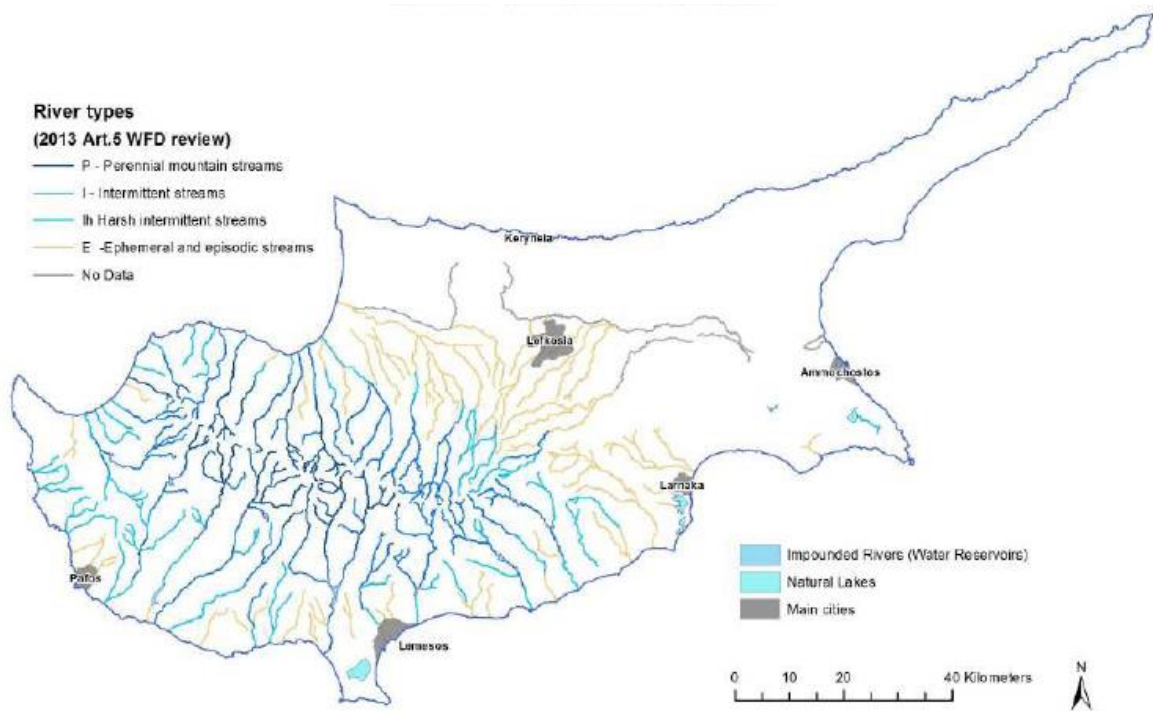 River types
(2013 Art.5 WFD review)
P - Perennial mountain streams
I - Intermittent streams
Ih Harsh intermittent streams
E -Ephemeral and episodic streams
No Data
Keryneia
Lefkosia
Ammochostos
Larnaka
Pafos
Lemesos
Impounded Rivers (Water Reservoirs)
Natural Lakes
Main cities
0 10 20 40 Kilometers
N